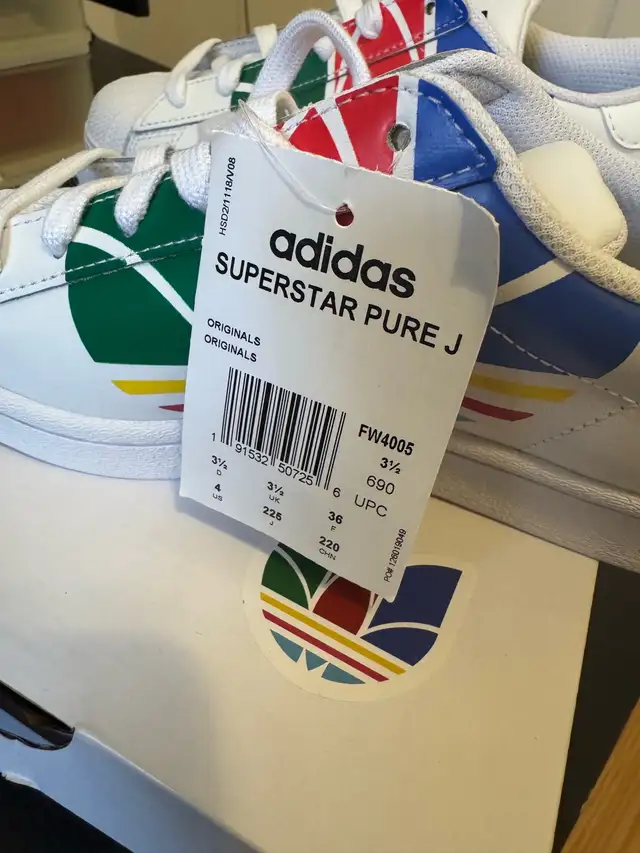 HSD2/1118/V08
adidas
SUPERSTAR PURE J
ORIGINALS
ORIGINALS
FW4005
3½
690
UPC
1 91532 50725 6
3½ 3½
D UK
4 225 36
US J F
220
CHN
PO# 126019049